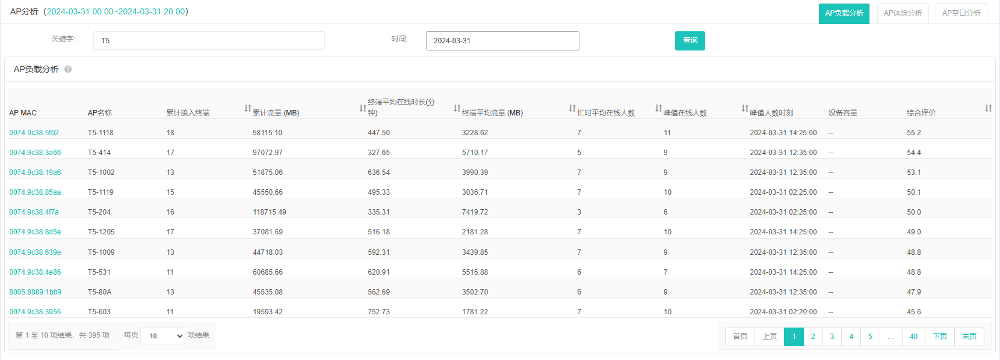 AP分析（2024-03-31 00:00~2024-03-31 20:00）
AP负载分析 AP体验分析 AP空口分析
关键字: T5 时间: 2024-03-31 查询
AP负载分析 ?
AP MAC AP名称 累计接入终端 累计流量 (MB) 终端平均在线时长(分钟) 终端平均流量 (MB) 忙时平均在线人数 峰值在线人数 峰值人数时刻 设备容量 综合评价
0074.9c38.5f02 T5-1118 18 58115.10 447.50 3228.62 7 11 2024-03-31 14:25:00 -- 55.2
0074.9c38.3a66 T5-414 17 97072.97 327.65 5710.17 5 9 2024-03-31 12:35:00 -- 54.4
0074.9c38.19a6 T5-1002 13 51875.06 636.54 3990.39 7 9 2024-03-31 12:35:00 -- 53.1
0074.9c38.85aa T5-1119 15 45550.66 495.33 3036.71 7 10 2024-03-31 02:25:00 -- 50.1
0074.9c38.4f7a T5-204 16 118715.49 335.31 7419.72 3 6 2024-03-31 02:25:00 -- 50.0
0074.9c38.8d5e T5-1205 17 37081.69 516.18 2181.28 7 10 2024-03-31 14:25:00 -- 49.0
0074.9c38.639e T5-1009 13 44718.03 592.31 3439.85 7 9 2024-03-31 12:35:00 -- 48.8
0074.9c38.4e86 T5-531 11 60685.66 620.91 5516.88 6 7 2024-03-31 14:25:00 -- 48.8
8005.8889.1bb9 T5-80A 13 45535.08 562.69 3502.70 6 9 2024-03-31 12:35:00 -- 47.9
0074.9c38.3956 T5-603 11 19593.42 752.73 1781.22 7 10 2024-03-31 02:20:00 -- 45.6
第 1 至 10 项结果，共 395 项 每页 10 项结果 首页 上页 1 2 3 4 5 ... 40 下页 末页